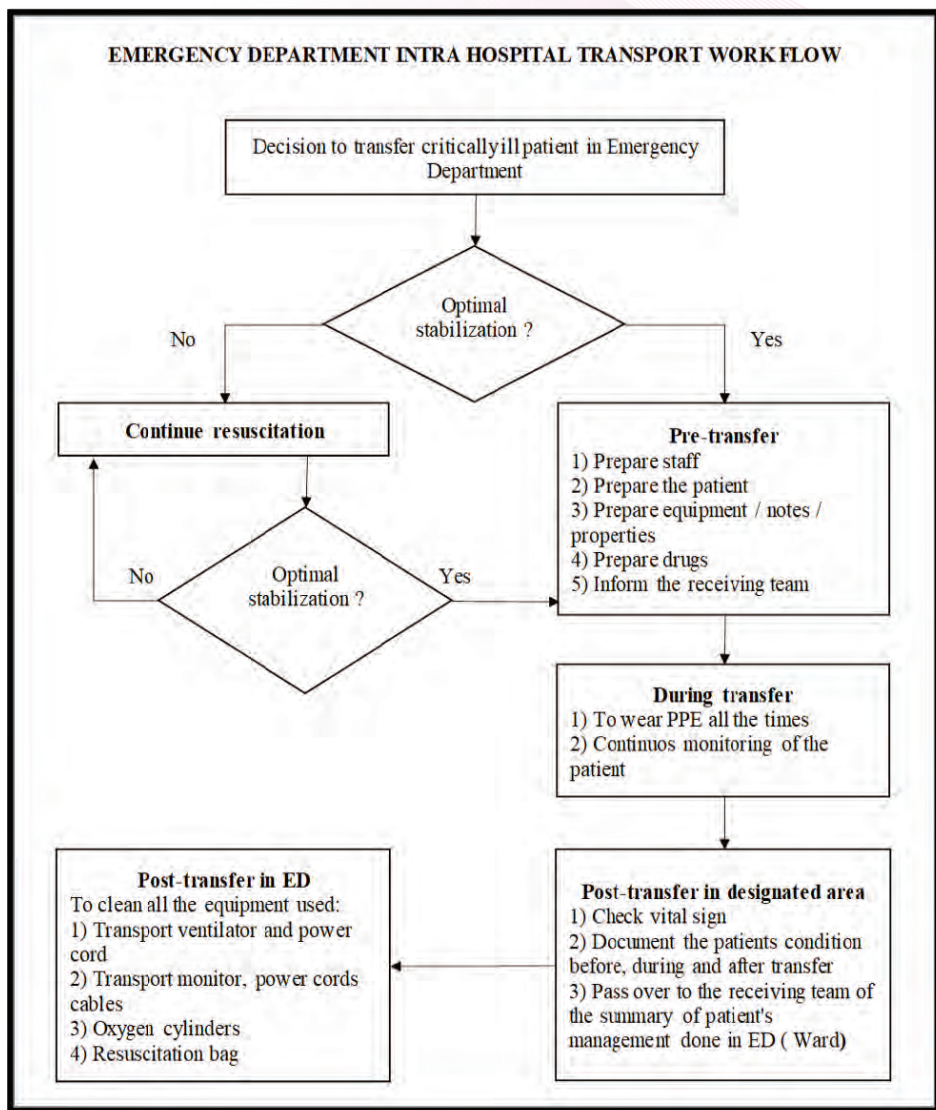 EMERGENCY DEPARTMENT INTRA HOSPITAL TRANSPORT WORK FLOW
Decision to transfer critically ill patient in Emergency
Department
Optimal
stabilization ?
No
Yes
Continue resuscitation
Optimal
stabilization ?
No
Yes
Pre-transfer
1) Prepare staff
2) Prepare the patient
3) Prepare equipment / notes /
properties
4) Prepare drugs
5) Inform the receiving team
During transfer
1) To wear PPE all the times
2) Continuos monitoring of the
patient
Post-transfer in designated area
1) Check vital sign
2) Document the patients condition
before, during and after transfer
3) Pass over to the receiving team of
the summary of patient's
management done in ED ( Ward)
Post-transfer in ED
To clean all the equipment used:
1) Transport ventilator and power
cord
2) Transport monitor, power cords
cables
3) Oxygen cylinders
4) Resuscitation bag